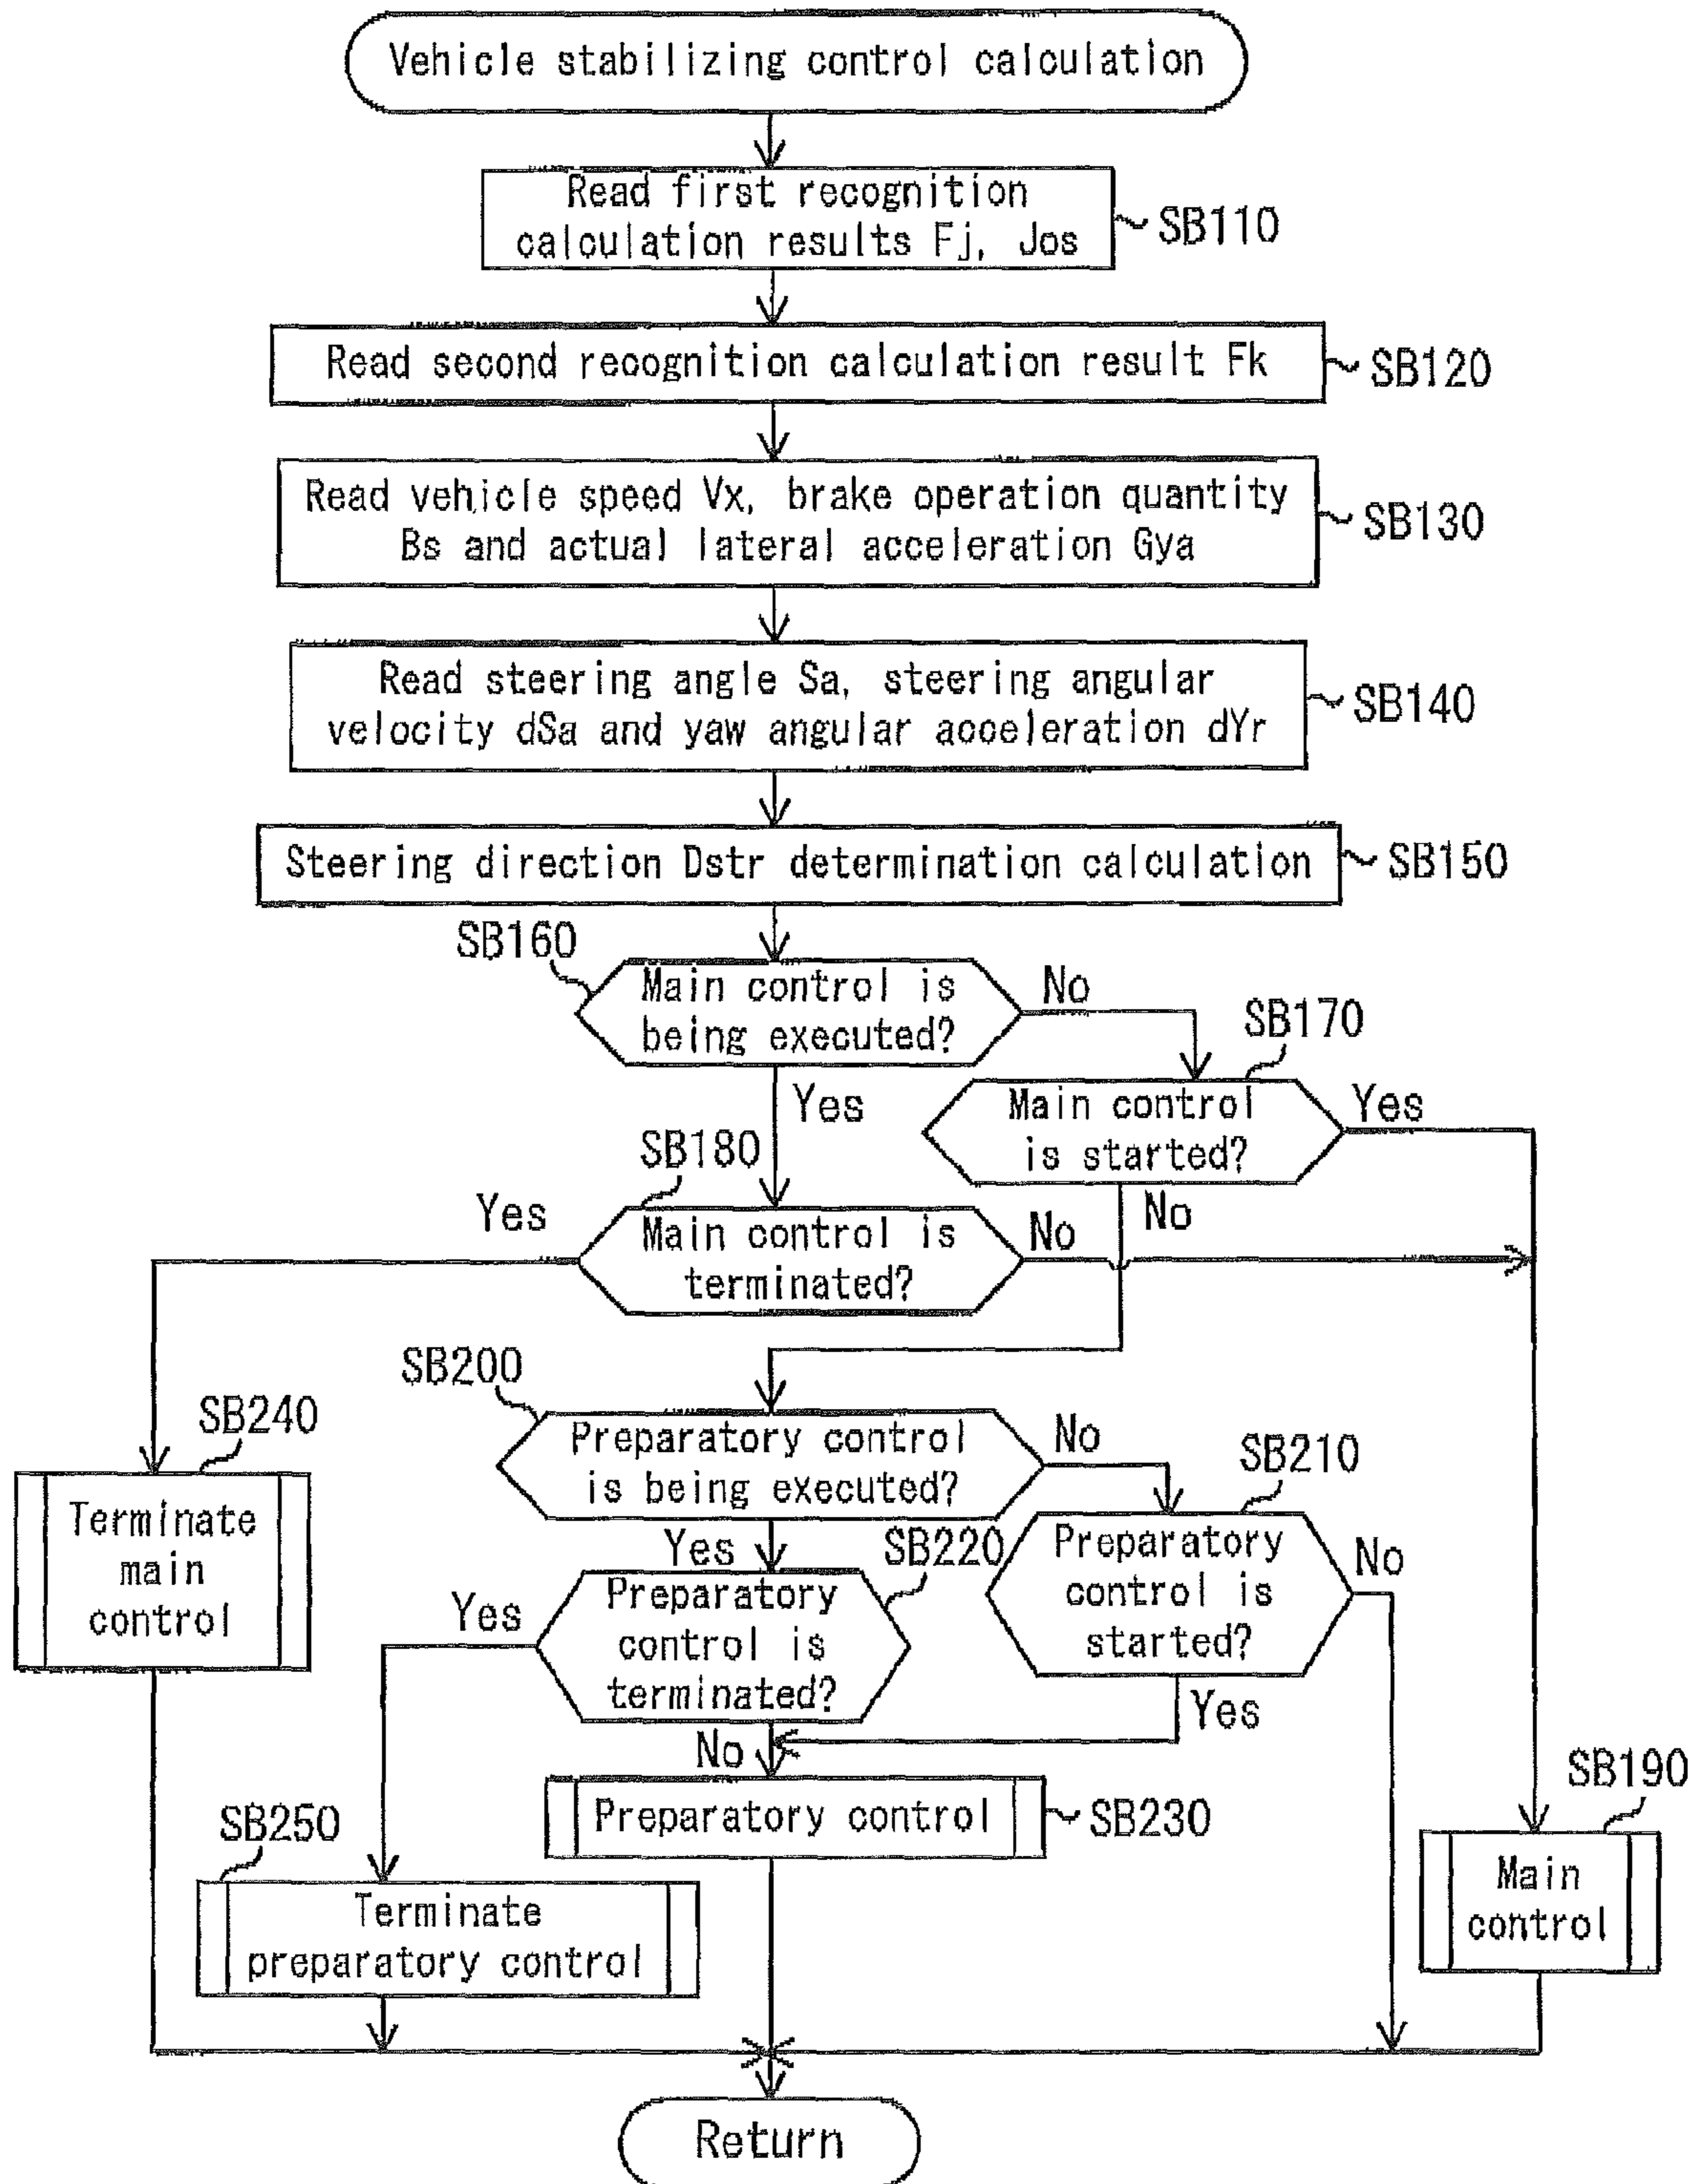 Vehicle stabilizing control calculation
Read first recognition
calculation results Fj, Jos
SB110
Read second recognition calculation result Fk
SB120
Read vehicle speed Vx, brake operation quantity
Bs and actual lateral acceleration Gya
SB130
Read steering angle Sa, steering angular
velocity dSa and yaw angular acceleration dYr
SB140
Steering direction Dstr determination calculation
SB150
SB160
Main control is
being executed?
No
Yes
SB170
Main control
is started?
Yes
No
SB180
Yes
Main control is
terminated?
No
SB200
Preparatory control
is being executed?
No
Yes
SB240
Terminate
main
control
SB210
Preparatory
control is
started?
No
Yes
SB220
Yes
Preparatory
control is
terminated?
No
Preparatory control
SB230
SB250
Terminate
preparatory control
SB190
Main
control
Return